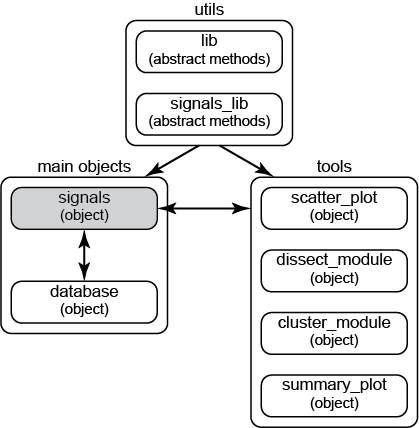 utils
lib
(abstract methods)
signals_lib
(abstract methods)
main objects
signals
(object)
database
(object)
tools
scatter_plot
(object)
dissect_module
(object)
cluster_module
(object)
summary_plot
(object)